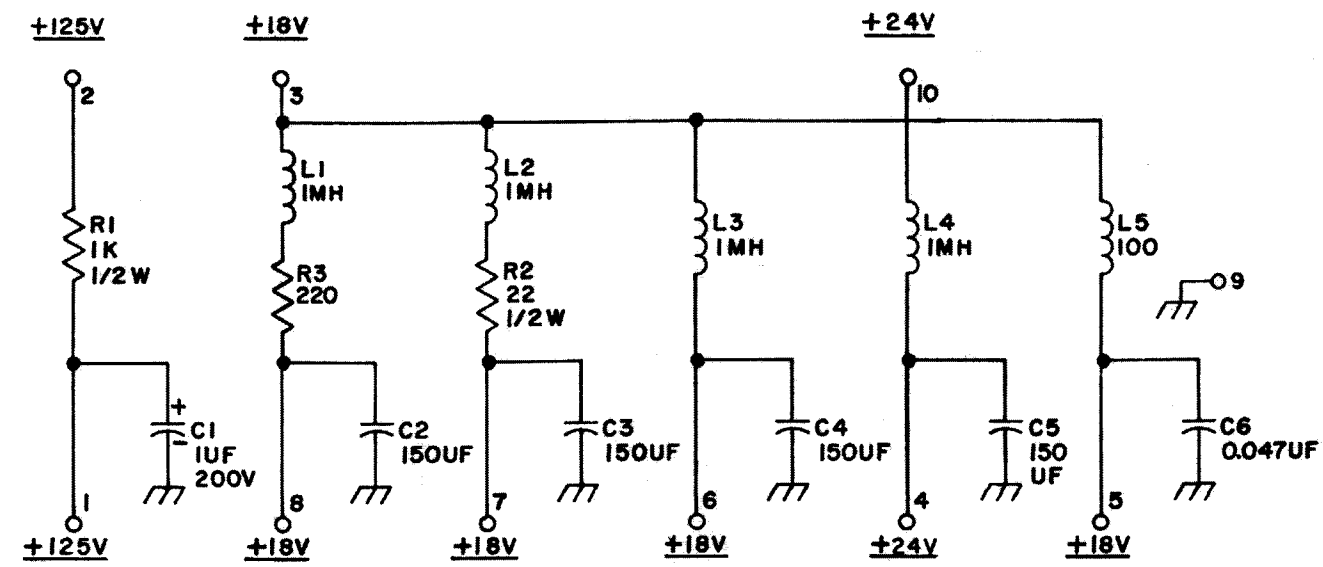 +125V
+18V
+24V
2
3
10
L1
1MH
L2
1MH
R1
1K
1/2W
L3
1MH
L4
1MH
L5
100
R3
220
R2
22
1/2W
9
+
-
C1
1UF
200V
C2
150UF
C3
150UF
C4
150UF
C5
150
UF
C6
0.047UF
1
8
7
6
4
5
+125V
+18V
+18V
+18V
+24V
+18V